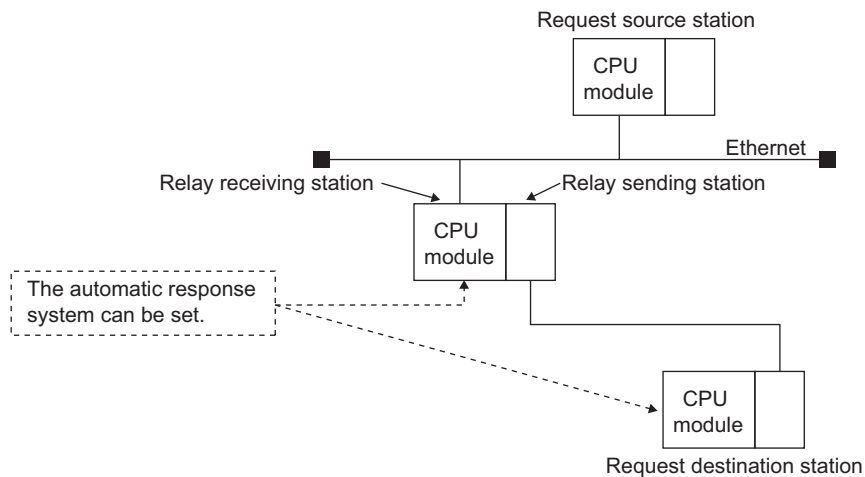 Request source station
CPU
module
Ethernet
Relay receiving station
Relay sending station
CPU
module
The automatic response
system can be set.
CPU
module
Request destination station